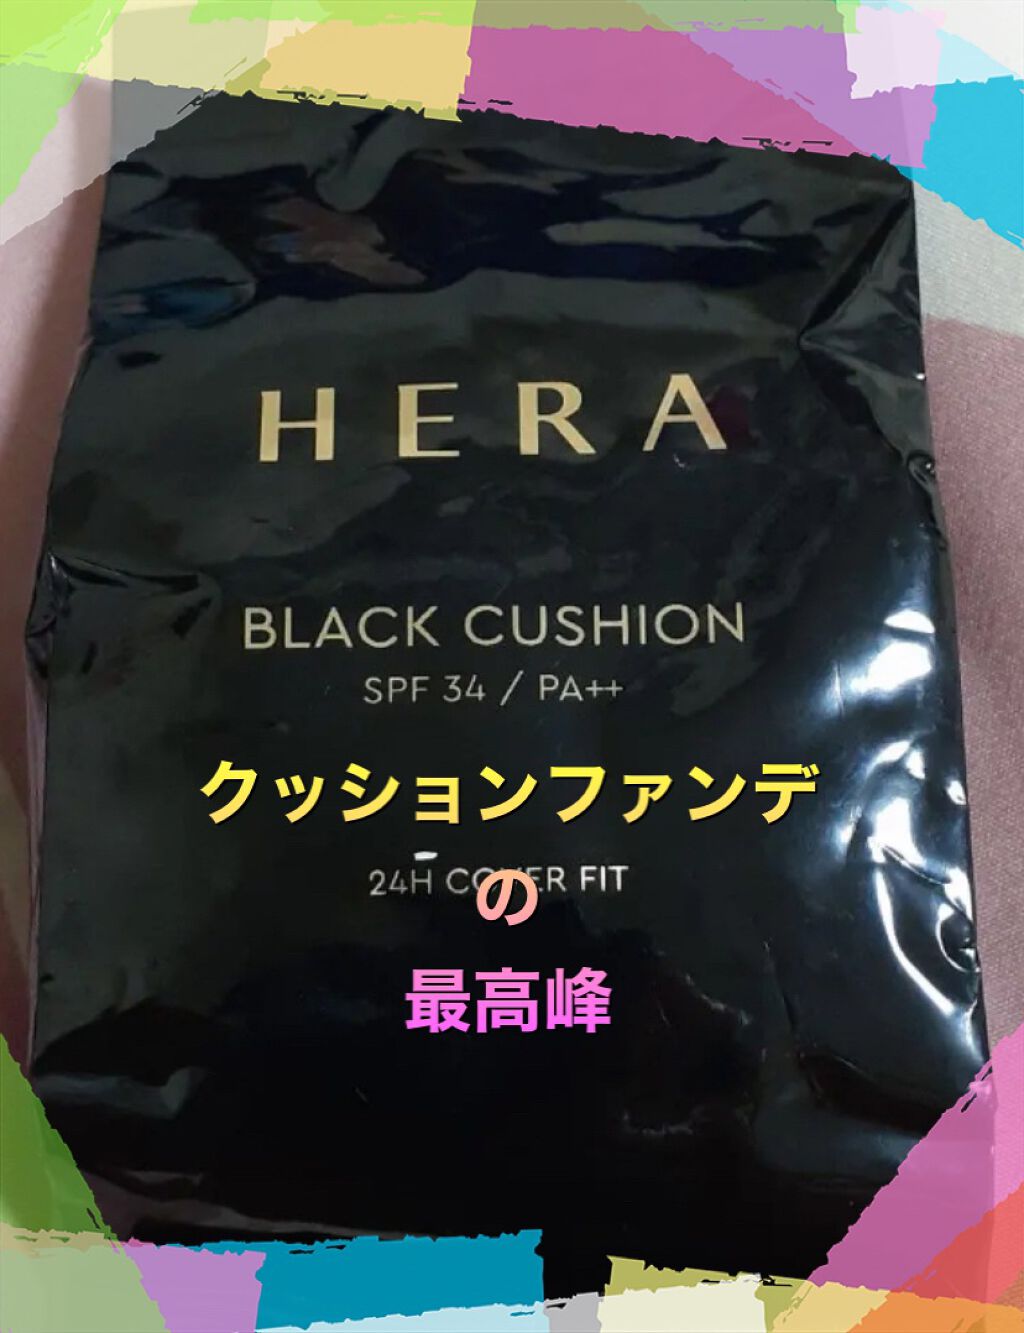 HERA
BLACK CUSHION
SPF 34 / PA++
クッションファンデ
24H COVER FIT
の
最高峰